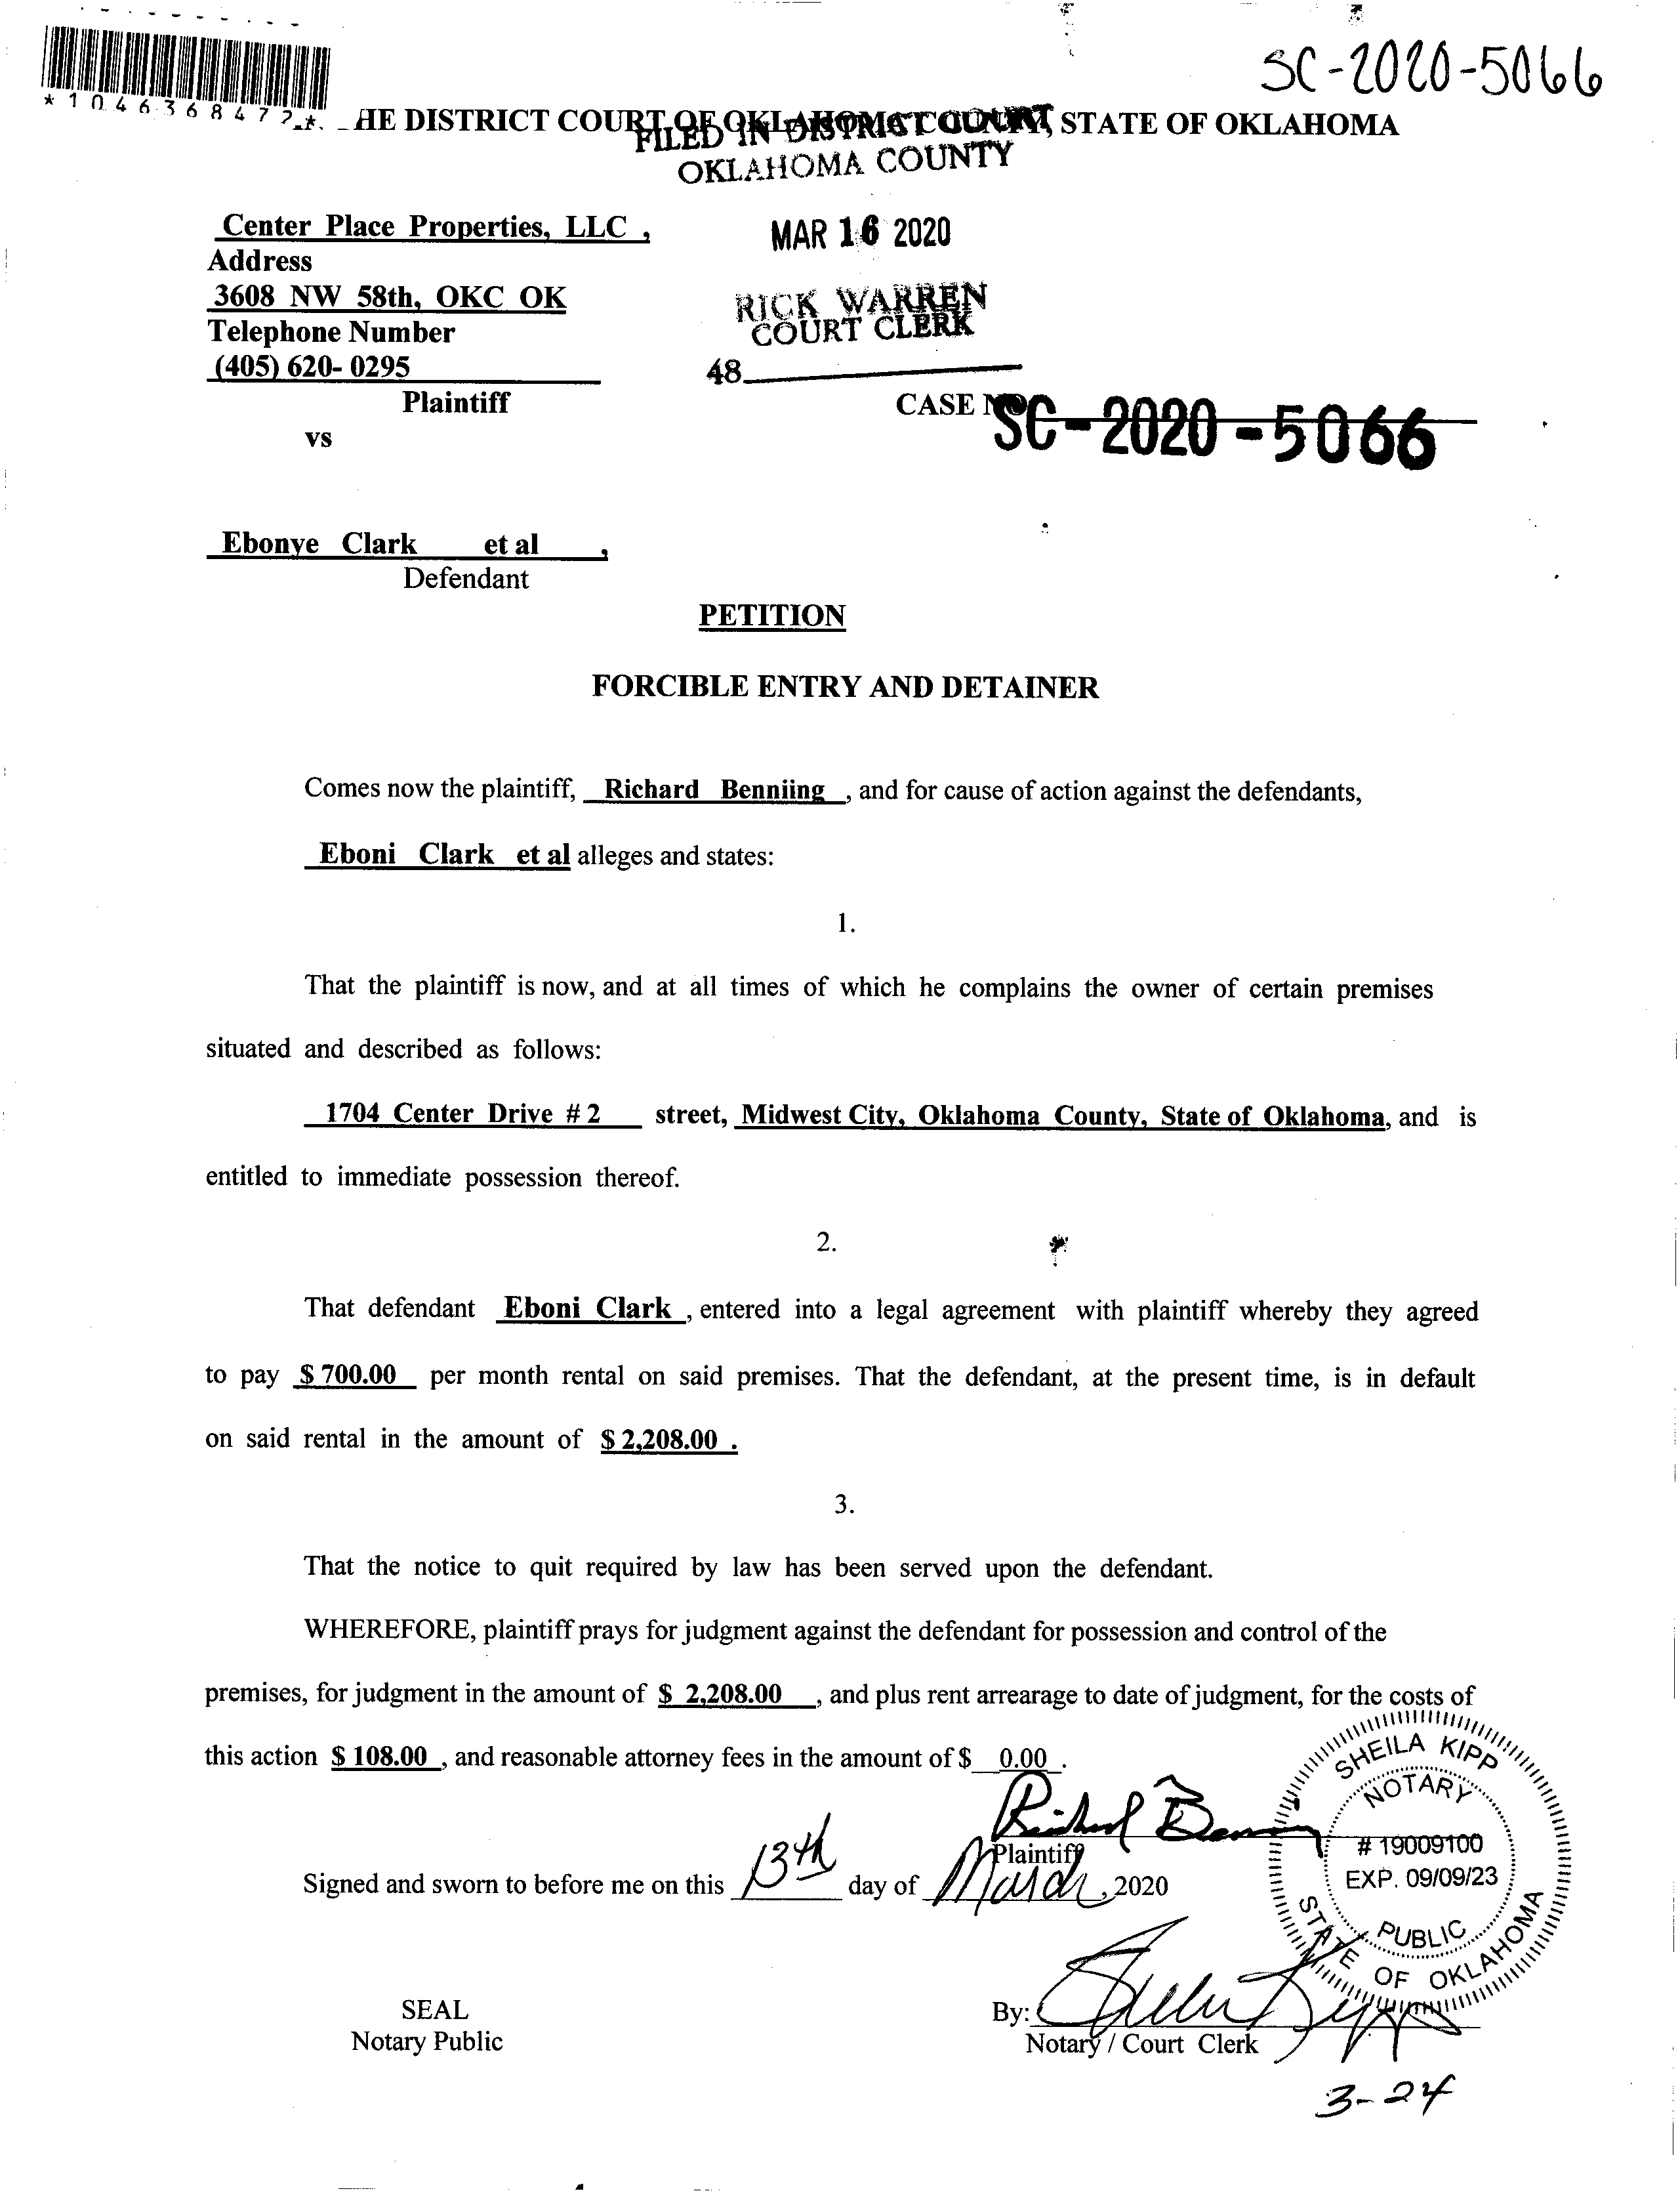 SC-2020-5066
*1046368472*
HE DISTRICT COURT OF OKLAHOMA COUNTY, STATE OF OKLAHOMA
FILED IN DISTRICT COURT
OKLAHOMA COUNTY
Center Place Properties, LLC ,
MAR 16 2020
Address
3608 NW 58th, OKC OK
RICK WARREN
Telephone Number
COURT CLERK
(405) 620- 0295
48
Plaintiff
CASE NO.
SC-2020-5066
vs
Ebonye Clark et al ,
Defendant
PETITION
FORCIBLE ENTRY AND DETAINER
Comes now the plaintiff, Richard Benniing , and for cause of action against the defendants,
Eboni Clark et al alleges and states:
1.
That the plaintiff is now, and at all times of which he complains the owner of certain premises
situated and described as follows:
1704 Center Drive # 2 street, Midwest City, Oklahoma County, State of Oklahoma, and is
entitled to immediate possession thereof.
2.
That defendant Eboni Clark , entered into a legal agreement with plaintiff whereby they agreed
to pay $ 700.00 per month rental on said premises. That the defendant, at the present time, is in default
on said rental in the amount of $ 2,208.00 .
3.
That the notice to quit required by law has been served upon the defendant.
WHEREFORE, plaintiff prays for judgment against the defendant for possession and control of the
premises, for judgment in the amount of $ 2,208.00 , and plus rent arrearage to date of judgment, for the costs of
this action $ 108.00 , and reasonable attorney fees in the amount of $ 0.00 .
SHEILA KIPP
NOTARY
# 19009100
EXP. 09/09/23
PUBLIC
STATE OF OKLAHOMA
Plaintiff
Signed and sworn to before me on this 13th day of March, 2020
SEAL
By:
Notary Public
Notary / Court Clerk
3-24